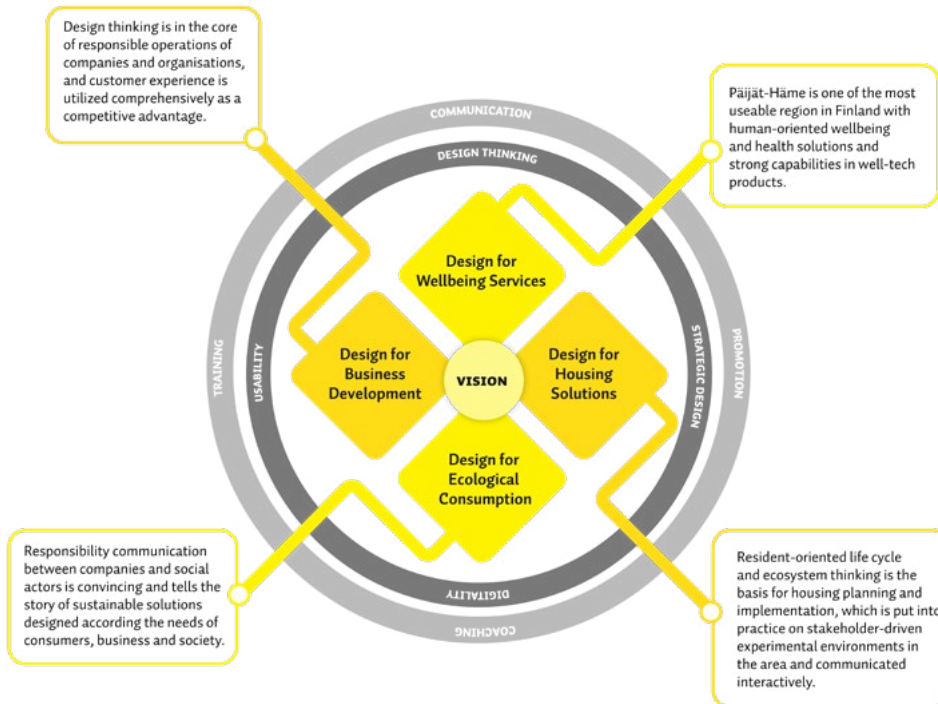 Design thinking is in the core
of responsible operations of
companies and organisations,
and customer experience is
utilized comprehensively as a
competitive advantage.
Päijät-Häme is one of the most
useable region in Finland with
human-oriented wellbeing
and health solutions and
strong capabilities in well-tech
products.
COMMUNICATION
DESIGN THINKING
Design for
Wellbeing Services
TRAINING
USABILITY
Design for
Business
Development
VISION
Design for
Housing
Solutions
STRATEGIC DESIGN
PROMOTION
Design for
Ecological
Consumption
DIGITALITY
COACHING
Responsibility communication
between companies and social
actors is convincing and tells the
story of sustainable solutions
designed according the needs of
consumers, business and society.
Resident-oriented life cycle
and ecosystem thinking is the
basis for housing planning and
implementation, which is put into
practice on stakeholder-driven
experimental environments in
the area and communicated
interactively.